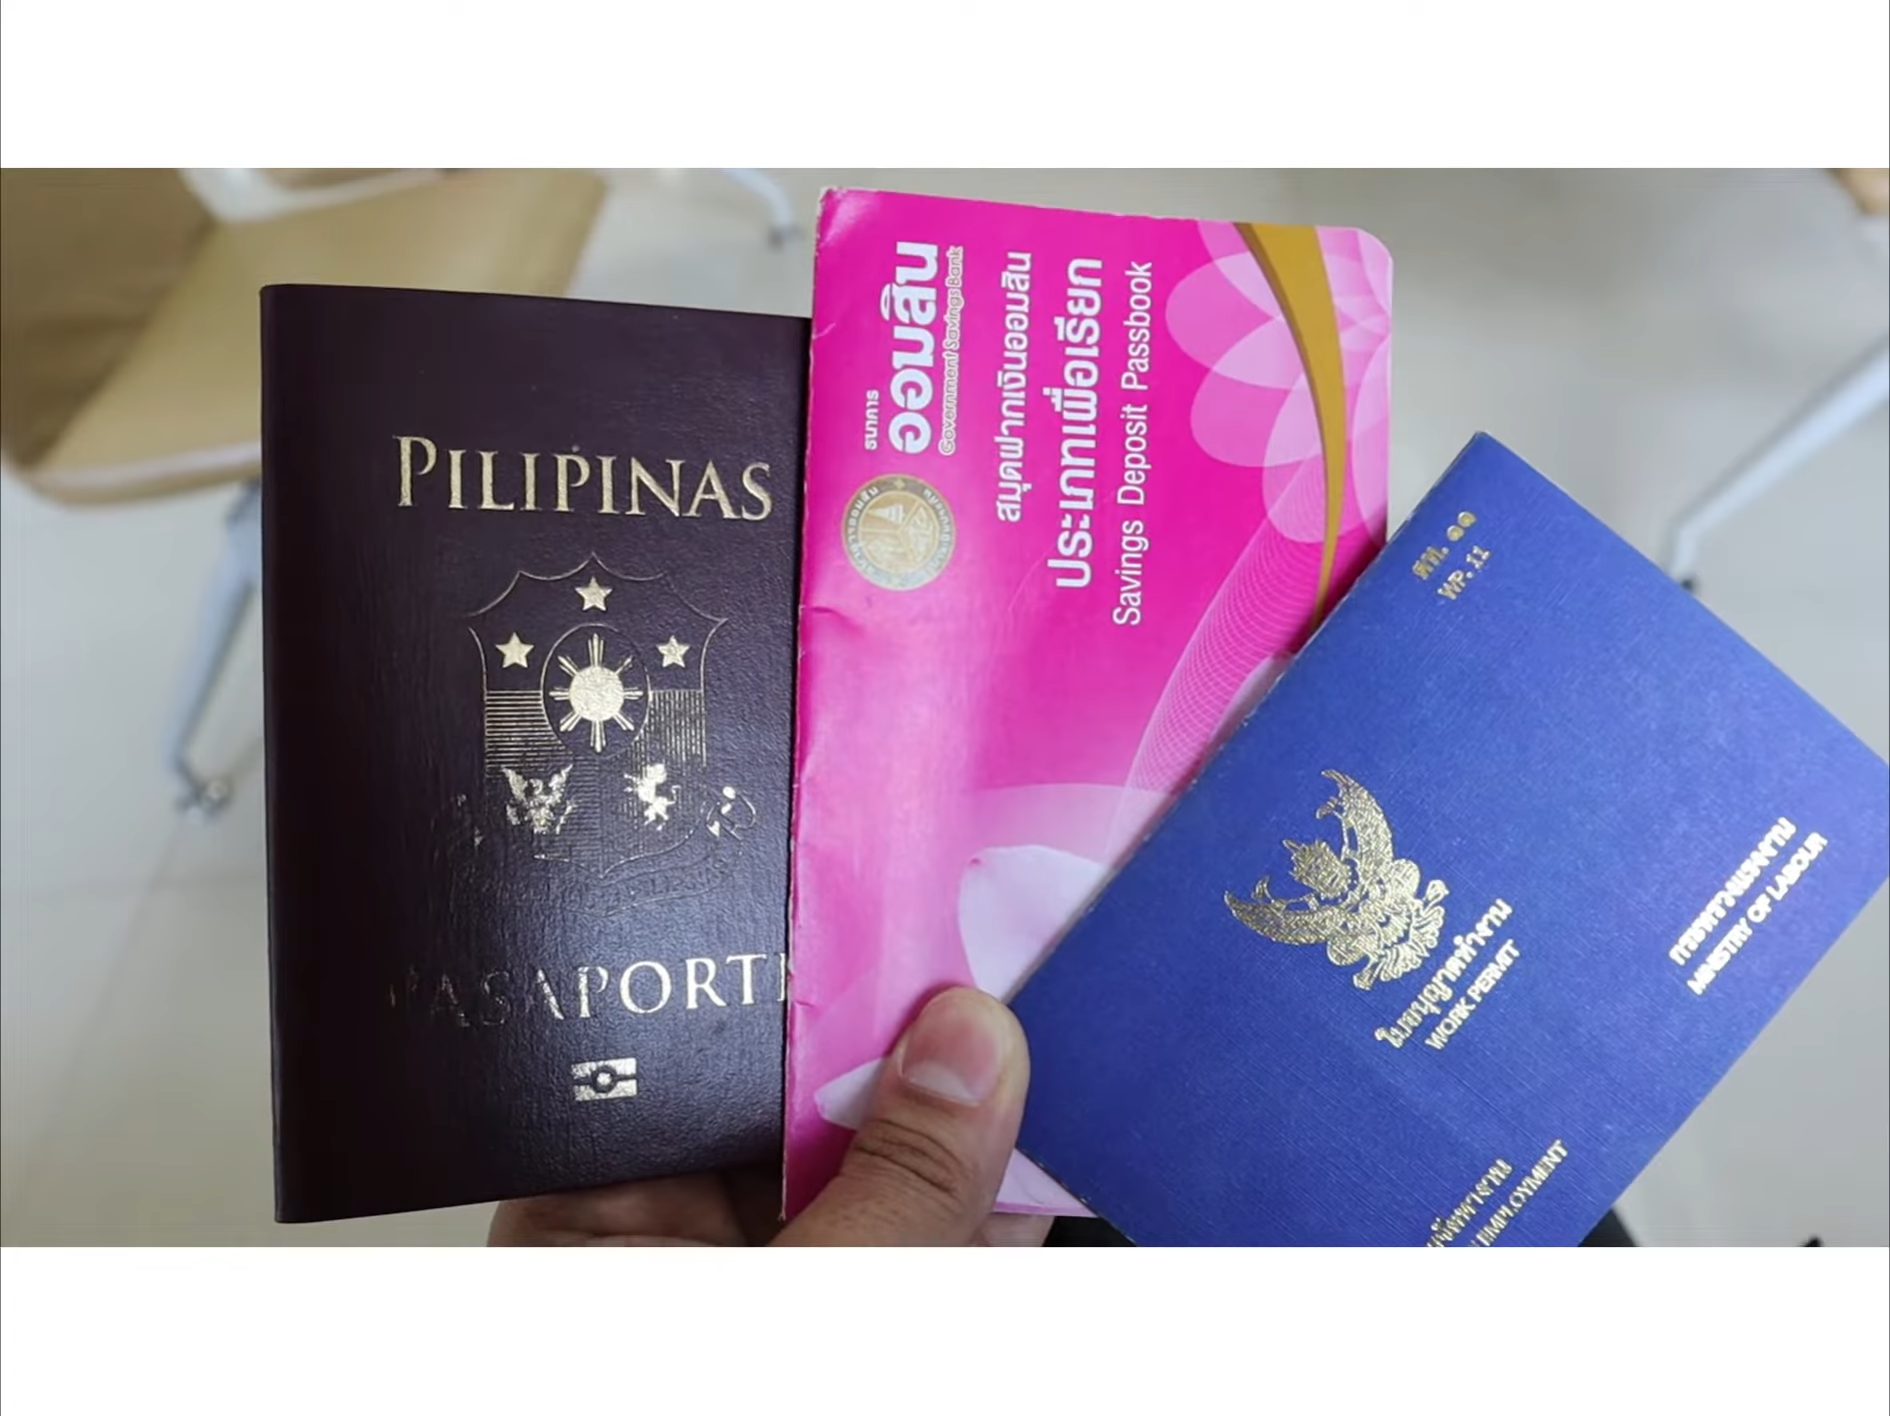 PILIPINAS
PASAPORT
ธนาคาร
ออมสิน
Government Savings Bank
สมุดฝากเงินออมสิน
ประเภทเผื่อเรียก
Savings Deposit Passbook
ตท. ๑๑
WP. 11
ใบอนุญาตทำงาน
WORK PERMIT
กระทรวงแรงงาน
MINISTRY OF LABOUR
EMPLOYMENT